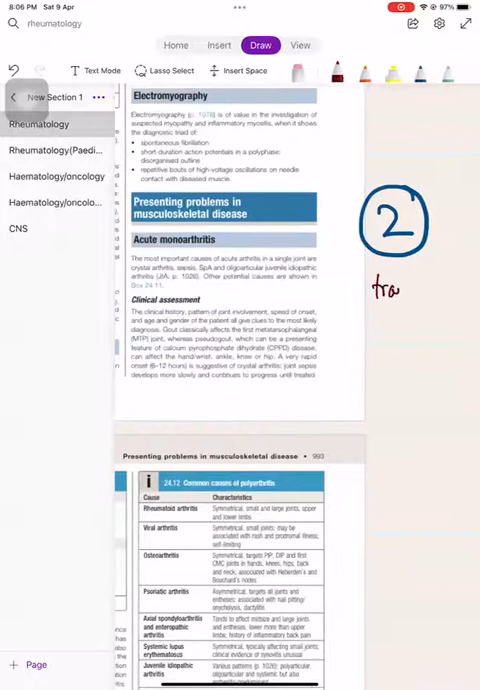 8:06 PM Sat 9 Apr
97%
rheumatology
Home Insert Draw View
Text Mode Lasso Select Insert Space
New Section 1
Rheumatology
Rheumatology(Paedi...
Haematology/oncology
Haematology/oncolo...
CNS
Page
Electromyography
Electromyography (p. 1076) is of value in the investigation of
suspected myopathy and inflammatory myositis, when it shows
the diagnostic triad of:
• spontaneous fibrillation
• short-duration action potentials in a polyphasic
disorganised outline
• repetitive bouts of high-voltage oscillations on needle
contact with diseased muscle.
Presenting problems in
musculoskeletal disease
Acute monoarthritis
The most important causes of acute arthritis in a single joint are
crystal arthritis, sepsis, SpA and oligoarticular juvenile idiopathic
arthritis (JIA; p. 1026). Other potential causes are shown in
Box 24.11.
Clinical assessment
The clinical history, pattern of joint involvement, speed of onset,
and age and gender of the patient all give clues to the most likely
diagnosis. Gout classically affects the first metatarsophalangeal
(MTP) joint, whereas pseudogout, which can be a presenting
feature of calcium pyrophosphate dihydrate (CPPD) disease,
can affect the hand/wrist, ankle, knee or hip. A very rapid
onset (6–12 hours) is suggestive of crystal arthritis; joint sepsis
develops more slowly and continues to progress until treated.
2
tra
Presenting problems in musculoskeletal disease • 993
i 24.12 Common causes of polyarthritis
Cause Characteristics
Rheumatoid arthritis Symmetrical, small and large joints, upper
and lower limbs
Viral arthritis Symmetrical, small joints; may be
associated with rash and prodromal illness;
self-limiting
Osteoarthritis Symmetrical, targets PIP, DIP and first
CMC joints in hands, knees, hips, back
and neck; associated with Heberden's and
Bouchard's nodes
Psoriatic arthritis Asymmetrical, targets all joints and
entheses; associated with nail pitting/
onycholysis, dactylitis
Axial spondyloarthritis Tends to affect midsize and large joints
and enteropathic and entheses, lower more than upper
arthritis limbs; history of inflammatory back pain
Systemic lupus Symmetrical, typically affecting small joints;
erythematosus clinical evidence of synovitis unusual
Juvenile idiopathic Various patterns (p. 1026); polyarticular,
arthritis oligoarticular and systemic but also